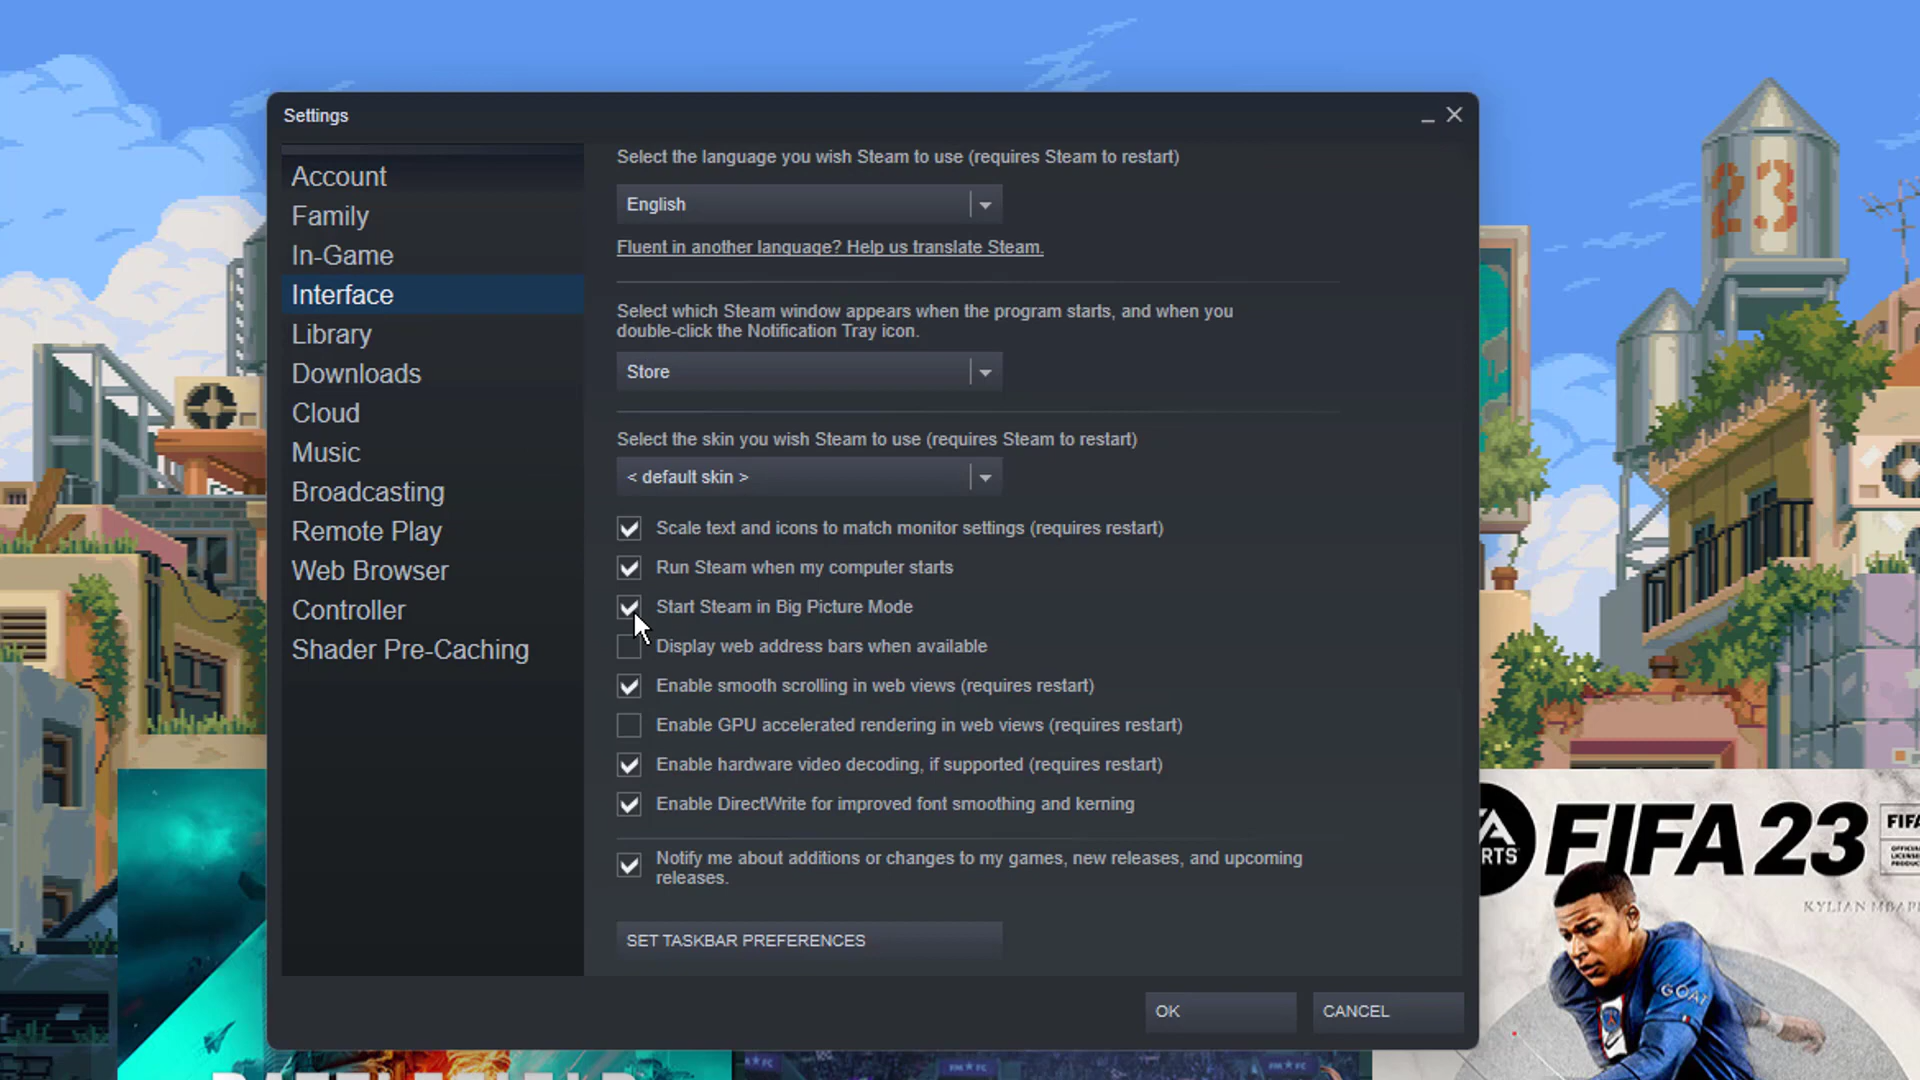 Settings
Account
Family
In-Game
Interface
Library
Downloads
Cloud
Music
Broadcasting
Remote Play
Web Browser
Controller
Shader Pre-Caching
Select the language you wish Steam to use (requires Steam to restart)
English
Fluent in another language? Help us translate Steam.
Select which Steam window appears when the program starts, and when you
double-click the Notification Tray icon.
Store
Select the skin you wish Steam to use (requires Steam to restart)
< default skin >
Scale text and icons to match monitor settings (requires restart)
Run Steam when my computer starts
Start Steam in Big Picture Mode
Display web address bars when available
Enable smooth scrolling in web views (requires restart)
Enable GPU accelerated rendering in web views (requires restart)
Enable hardware video decoding, if supported (requires restart)
Enable DirectWrite for improved font smoothing and kerning
Notify me about additions or changes to my games, new releases, and upcoming
releases.
SET TASKBAR PREFERENCES
OK
CANCEL
23
FIFA 23
FIFA
KYLIAN MBAP
GOAT